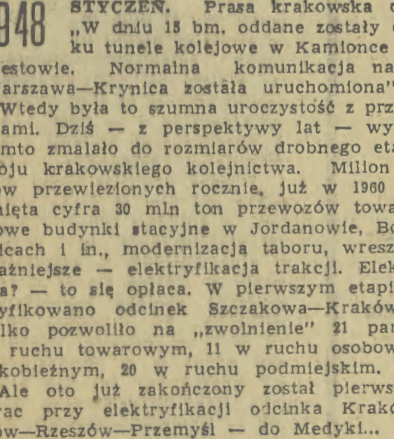 948 STYCZEŃ. Prasa krakowska
„W dniu 15 bm. oddane zostały
ku tunele kolejowe w Kamionce
estowie. Normalna komunikacja na
arszawa—Krynica została uruchomiona"
Wtedy była to szumna uroczystość z prz
ami. Dziś — z perspektywy lat — wy
mto zmalało do rozmiarów drobnego eta
oju krakowskiego kolejnictwa. Milion
ów przewiezionych rocznie, już w 1960
nięta cyfra 30 mln ton przewozów towa
owe budynki stacyjne w Jordanowie, Bo
icach i in., modernizacja taboru, wresz
ażniejsze — elektryfikacja trakcji. Elek
a? — to się opłaca. W pierwszym etapi
yfikowano odcinek Szczakowa—Kraków
lko pozwoliło na „zwolnienie" 21 par
ruchu towarowym, 11 w ruchu osobow
kobieżnym, 20 w ruchu podmiejskim.
Ale oto już zakończony został pierws
rac przy elektryfikacji odcinka Krakó
ów—Rzeszów—Przemyśl — do Medyki...